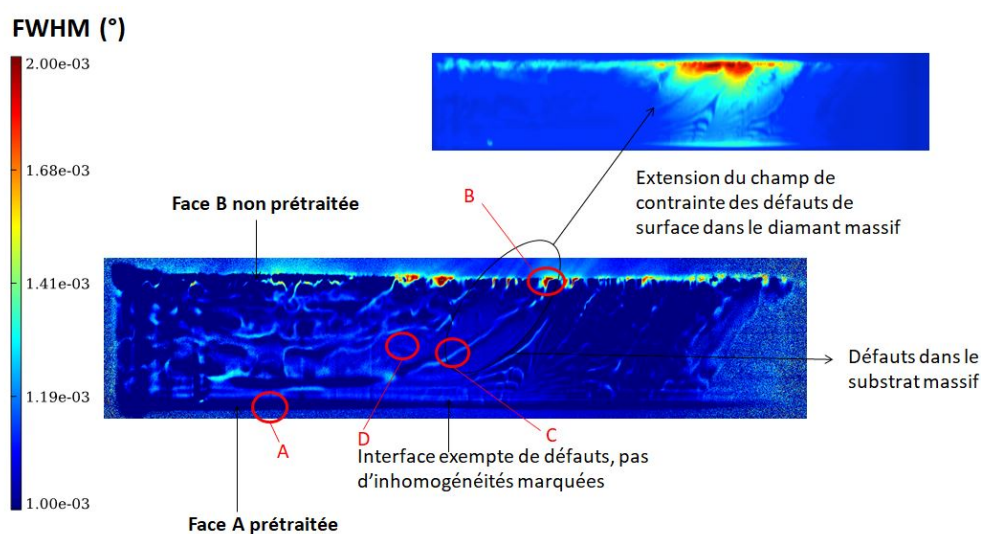 FWHM (°)
2.00e-03
1.68e-03
1.41e-03
1.19e-03
1.00e-03
Face B non prétraitée
B
Extension du champ de
contrainte des défauts de
surface dans le diamant massif
Défauts dans le
substrat massif
A
D
C
Interface exempte de défauts, pas
d'inhomogénéités marquées
Face A prétraitée